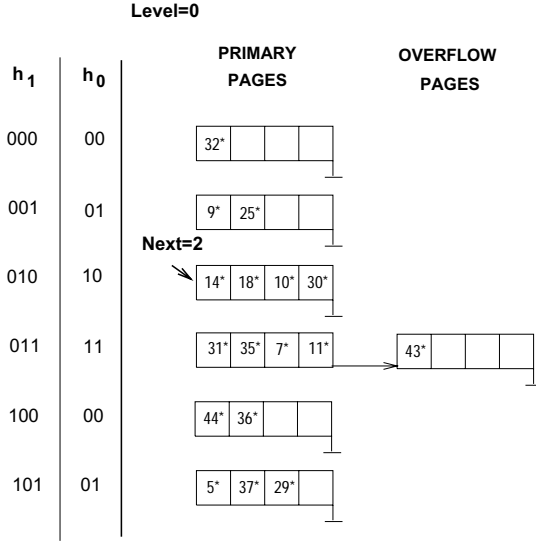 Level=0
h1 h0 PRIMARY PAGES OVERFLOW PAGES
000 00 32*
001 01 9* 25*
Next=2
010 10 14* 18* 10* 30*
011 11 31* 35* 7* 11* 43*
100 00 44* 36*
101 01 5* 37* 29*